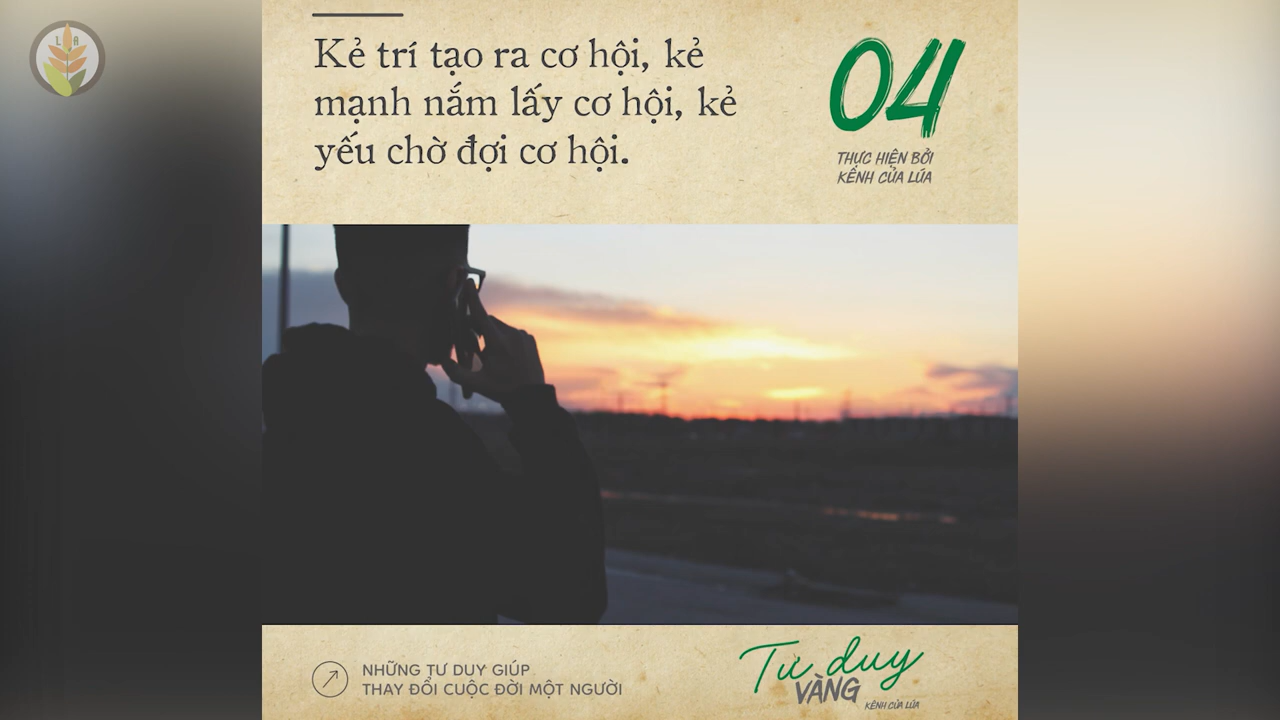 LA
Kẻ trí tạo ra cơ hội, kẻ
mạnh nắm lấy cơ hội, kẻ
yếu chờ đợi cơ hội.
04
THỰC HIỆN BỞI
KÊNH CỦA LÚA
NHỮNG TƯ DUY GIÚP
THAY ĐỔI CUỘC ĐỜI MỘT NGƯỜI
Tư duy
VÀNG
KÊNH CỦA LÚA